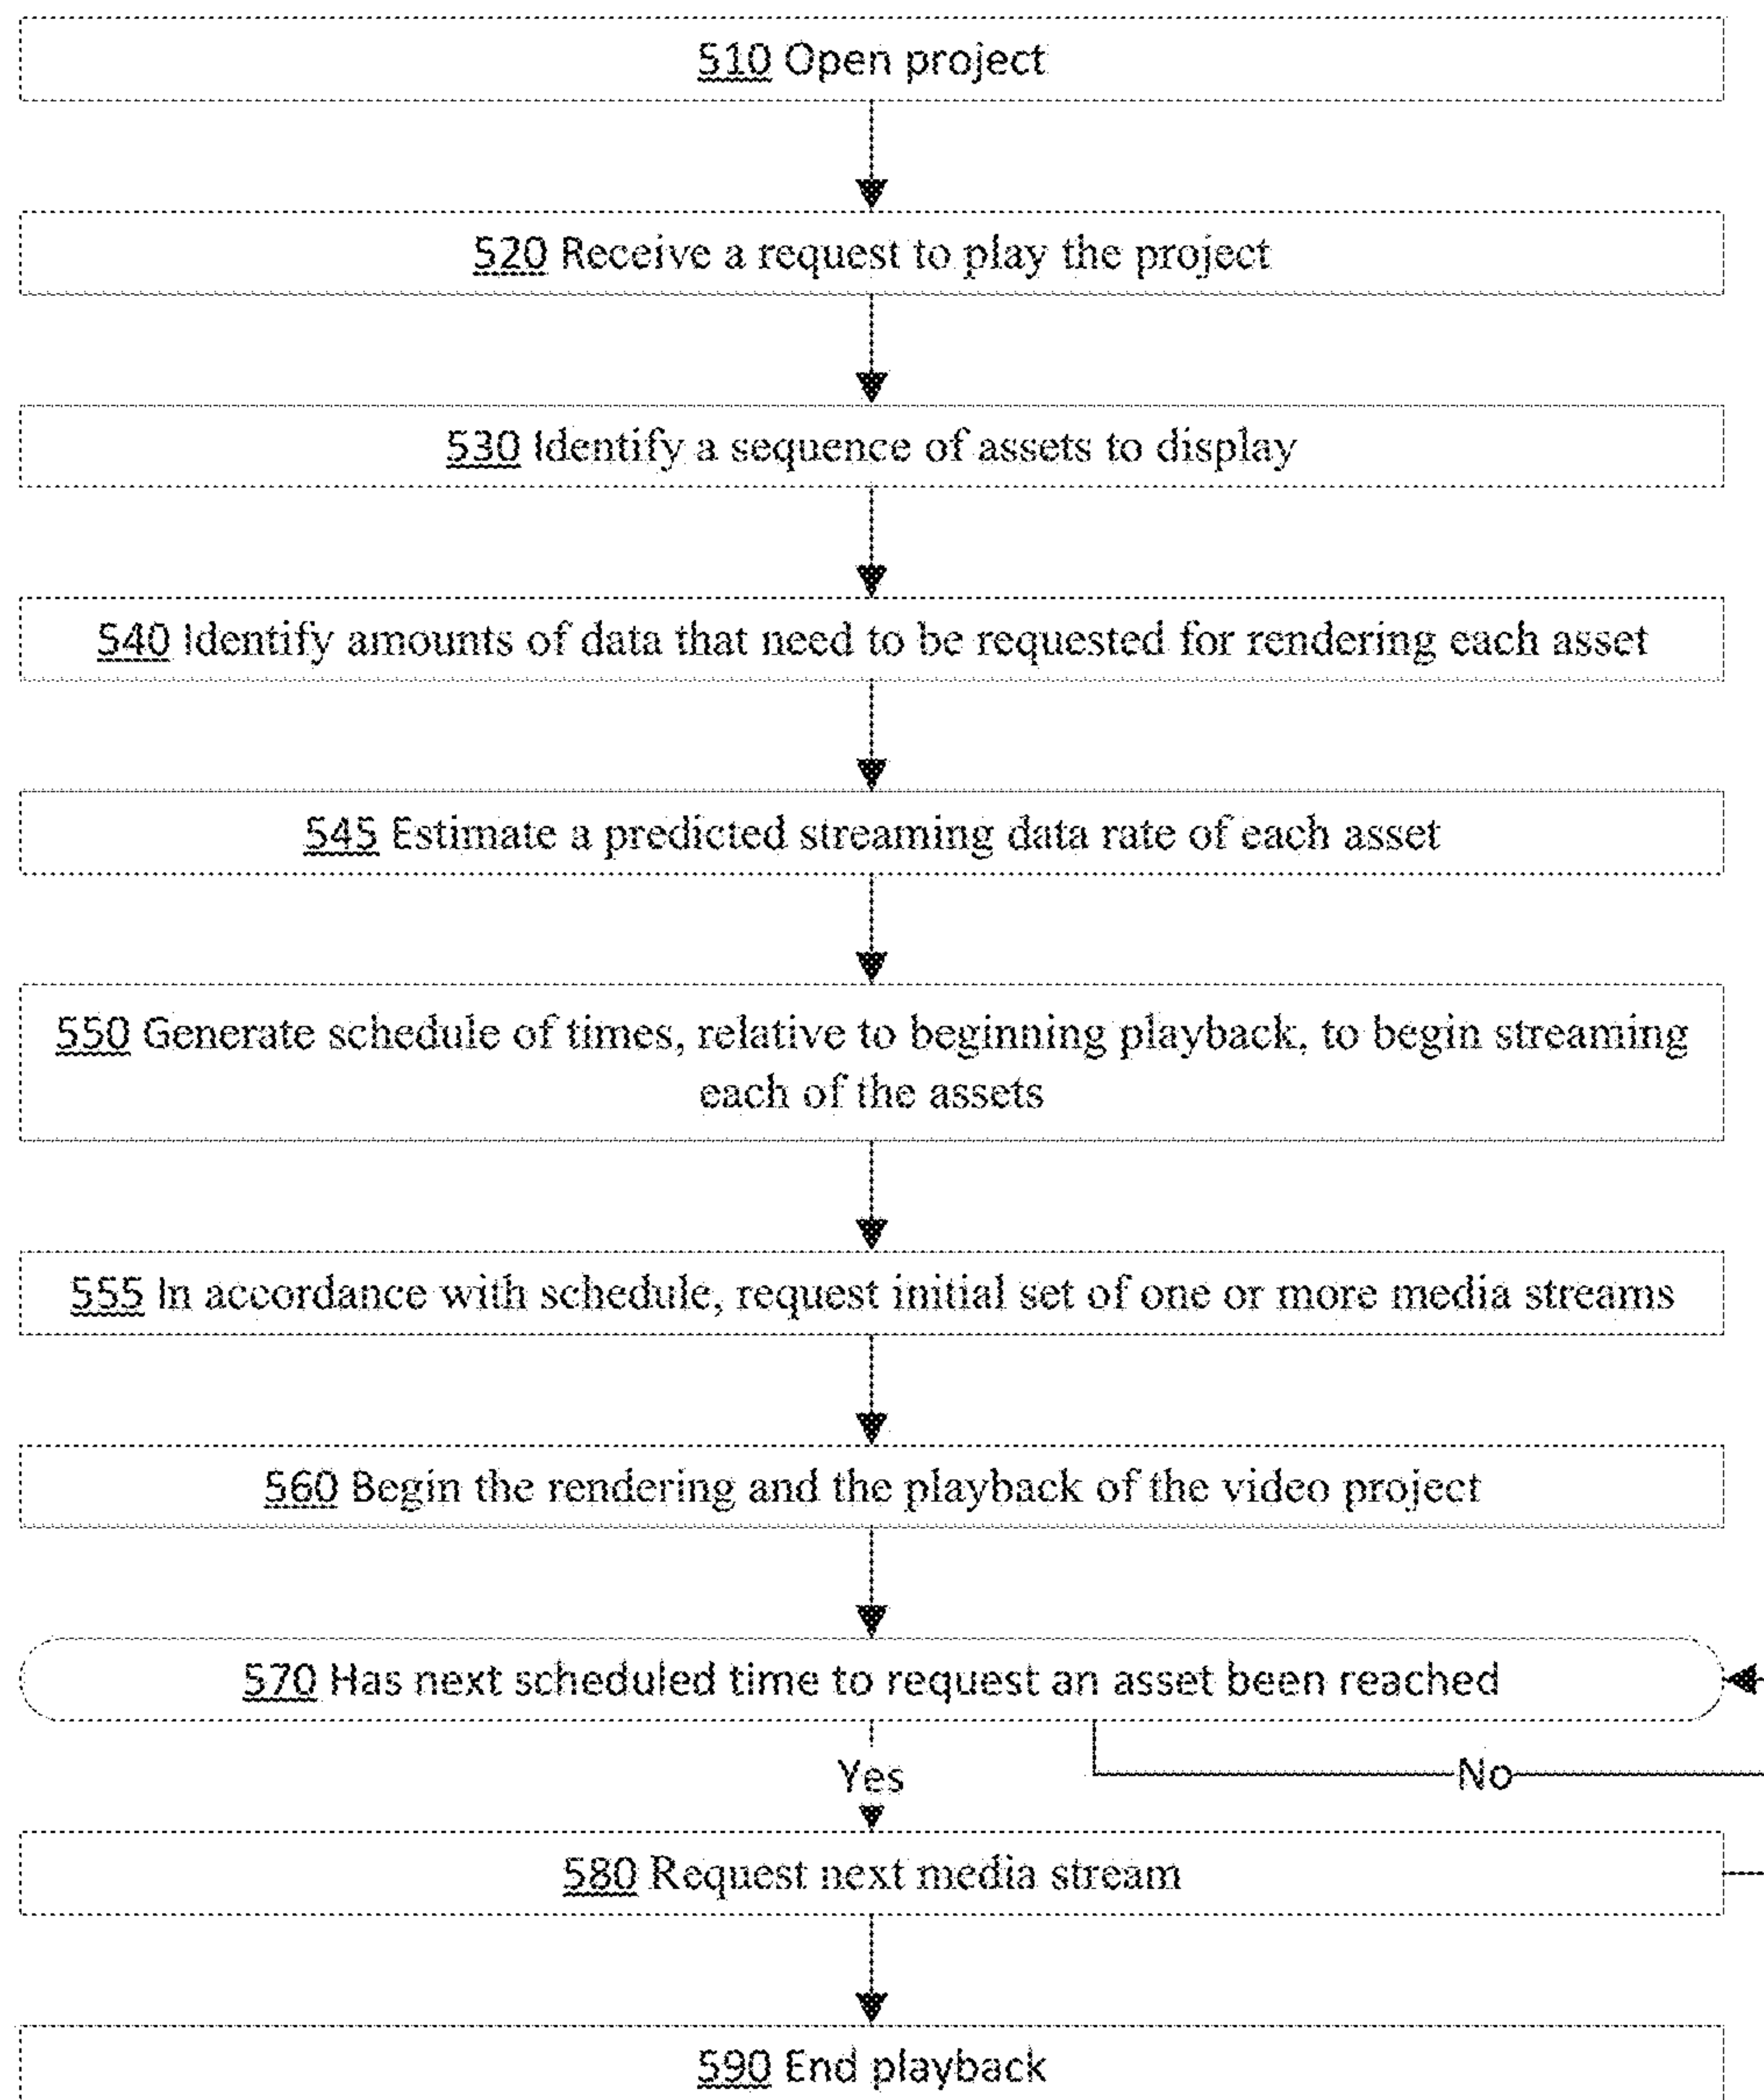 510 Open project
520 Receive a request to play the project
530 Identify a sequence of assets to display
540 Identify amounts of data that need to be requested for rendering each asset
545 Estimate a predicted streaming data rate of each asset
550 Generate schedule of times, relative to beginning playback, to begin streaming
each of the assets
555 In accordance with schedule, request initial set of one or more media streams
560 Begin the rendering and the playback of the video project
570 Has next scheduled time to request an asset been reached
Yes
No
580 Request next media stream
590 End playback